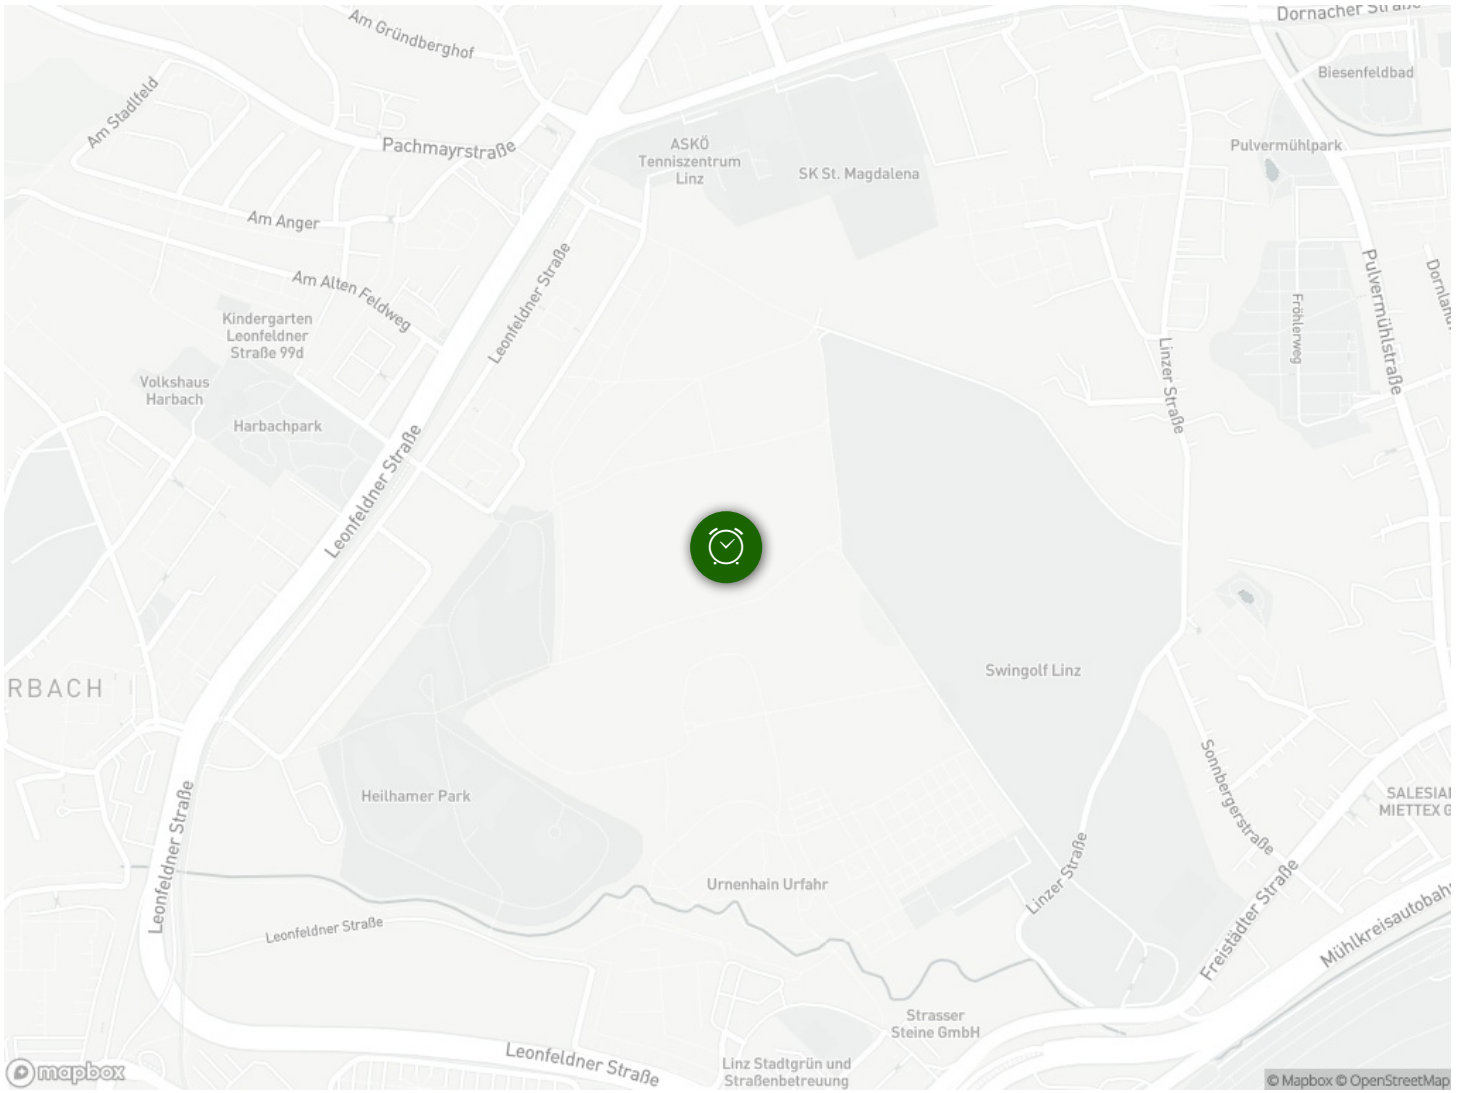 Dornacher Straße
Am Gründberghof
Biesenfeldbad
Am Stadlfeld
Pachmayrstraße
ASKÖ
Tenniszentrum
Linz
SK St. Magdalena
Pulvermühlpark
Am Anger
Leonfeldner Straße
Am Alten Feldweg
Pulvermühlstraße
Fröhlerweg
Kindergarten
Leonfeldner
Straße 99d
Linzer Straße
Volkshaus
Harbach
Harbachpark
Leonfeldner Straße
Swingolf Linz
RBACH
Sonnbergerstraße
Heilhamer Park
SALESIA
MIETTEX G
Leonfeldner Straße
Linzer Straße
Urnenhain Urfahr
Freistädter Straße
Leonfeldner Straße
Mühlkreisautobah
Strasser
Steine GmbH
Leonfeldner Straße
Linz Stadtgrün und
Straßenbetreuung
mapbox
© Mapbox © OpenStreetMap